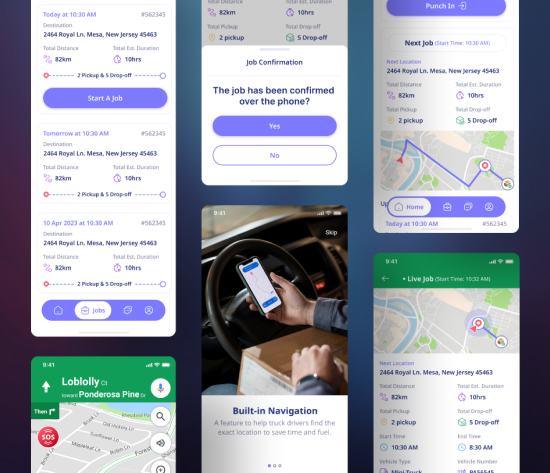 Today at 10:30 AM #562345
Destination
2464 Royal Ln. Mesa, New Jersey 45463
Total Distance Total Est. Duration
82km 10hrs
2 Pickup & 5 Drop-off
Start A Job
Tomorrow at 10:30 AM #562345
Destination
2464 Royal Ln. Mesa, New Jersey 45463
Total Distance Total Est. Duration
82km 10hrs
2 Pickup & 5 Drop-off
10 Apr 2023 at 10:30 AM #562345
Destination
2464 Royal Ln. Mesa, New Jersey 45463
Total Distance Total Est. Duration
82km 10hrs
2 Pickup & 5 Drop-off
Jobs
9:41
Loblolly Ct
toward Ponderosa Pine Dr
Then
SOS
Total Distance Total Est. Duration
82km 10hrs
Total Pickup Total Drop-off
2 pickup 5 Drop-off
Job Confirmation
The job has been confirmed
over the phone?
Yes
No
9:41
Skip
Built-in Navigation
A feature to help truck drivers find the
exact location to save time and fuel.
Punch In
Next Job (Start Time: 10:30 AM)
Next Location
2464 Royal Ln. Mesa, New Jersey 45463
Total Distance Total Est. Duration
82km 10hrs
Total Pickup Total Drop-off
2 pickup 5 Drop-off
Up
Home
Today at 10:30 AM #562345
9:41
Live Job (Start Time: 10:32 AM)
Next Location
2464 Royal Ln. Mesa, New Jersey 45463
Total Distance Total Est. Duration
82km 10hrs
Total Pickup Total Drop-off
2 pickup 5 Drop-off
Start Time End Time
10:30 AM 8:30 AM
Vehicle Type Vehicle Number
Mini Truck